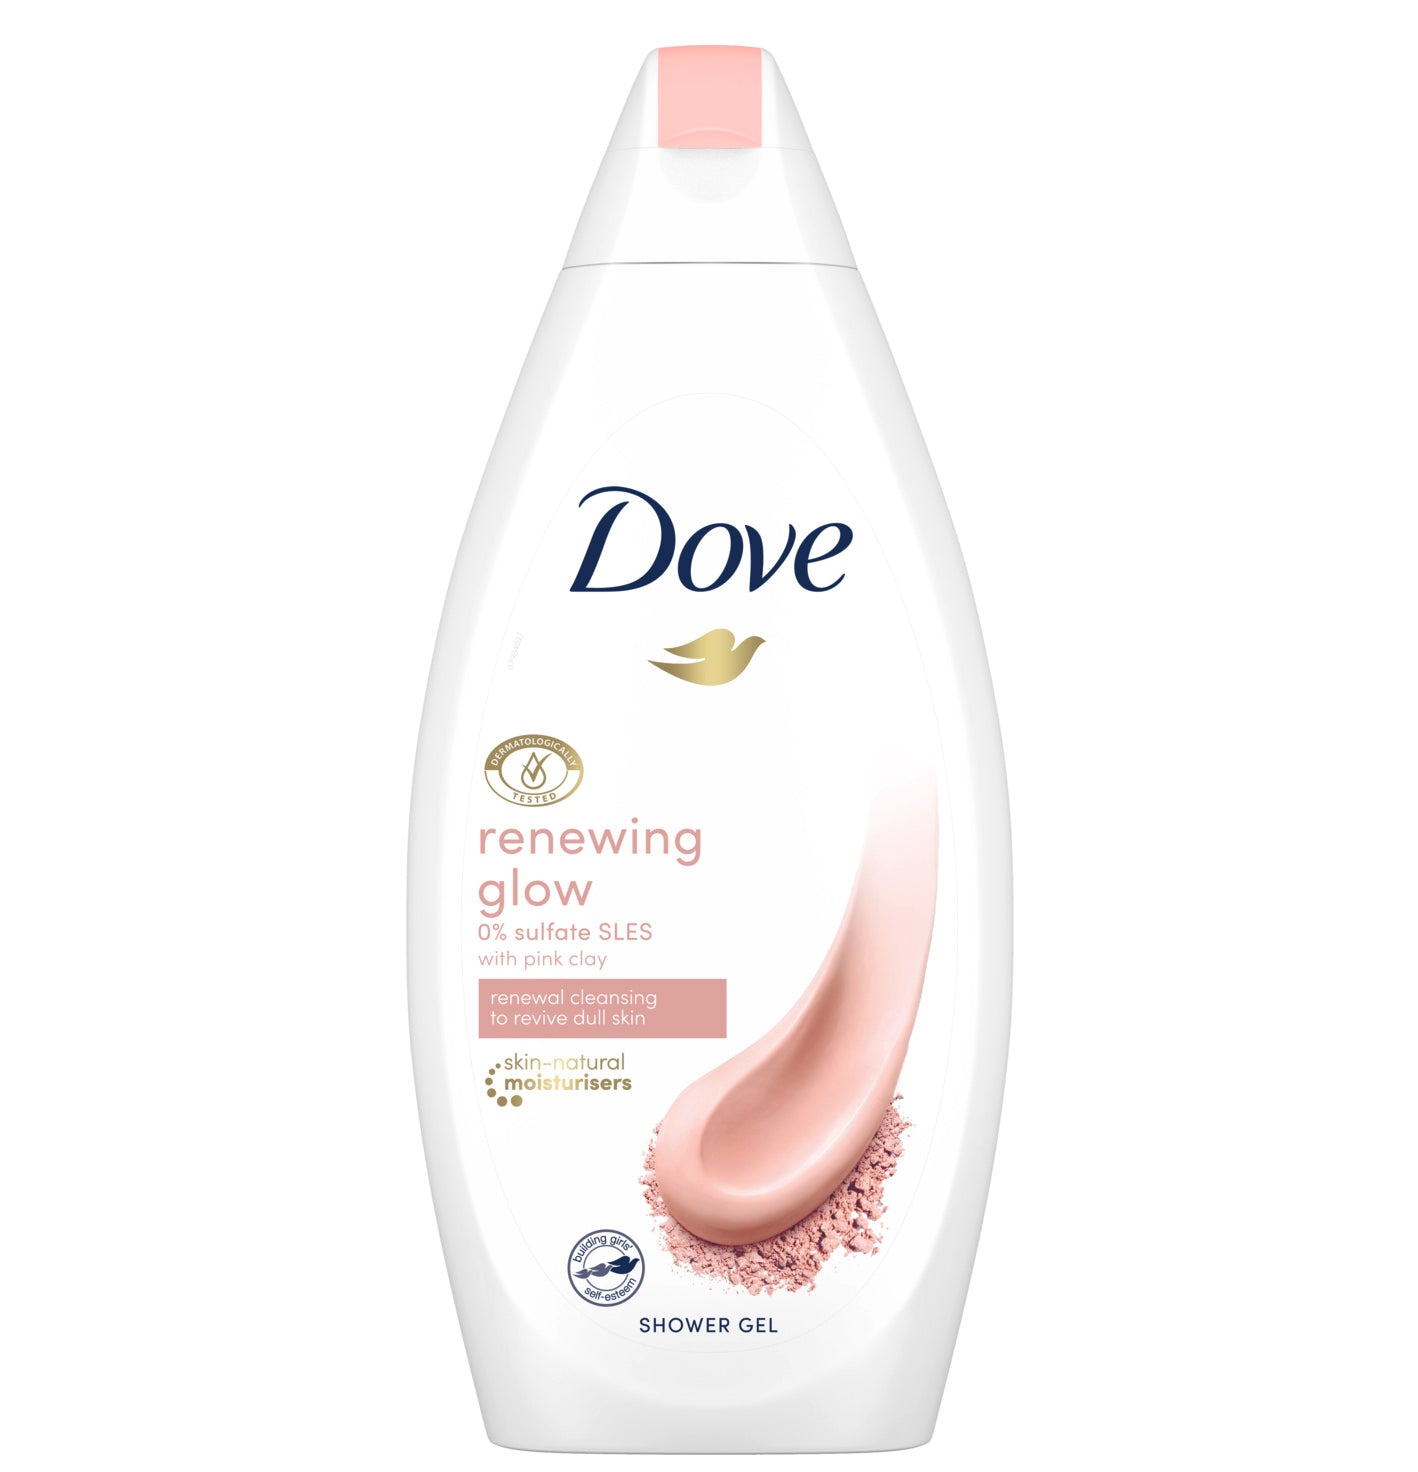 Dove
67984027
DERMATOLOGICALLY
TESTED
renewing
glow
0% sulfate SLES
with pink clay
renewal cleansing
to revive dull skin
skin-natural
moisturisers
building girls'
self-esteem
SHOWER GEL